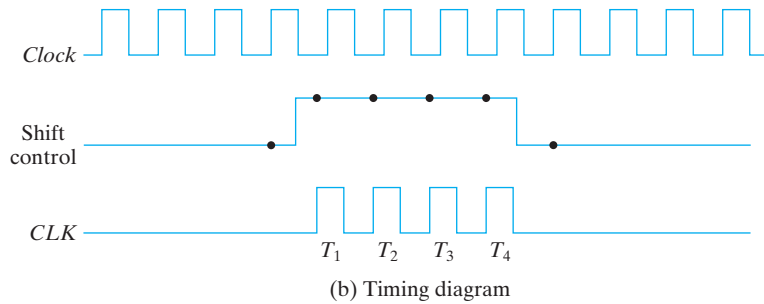 Clock
Shift
control
CLK
T₁ T₂ T₃ T₄
(b) Timing diagram